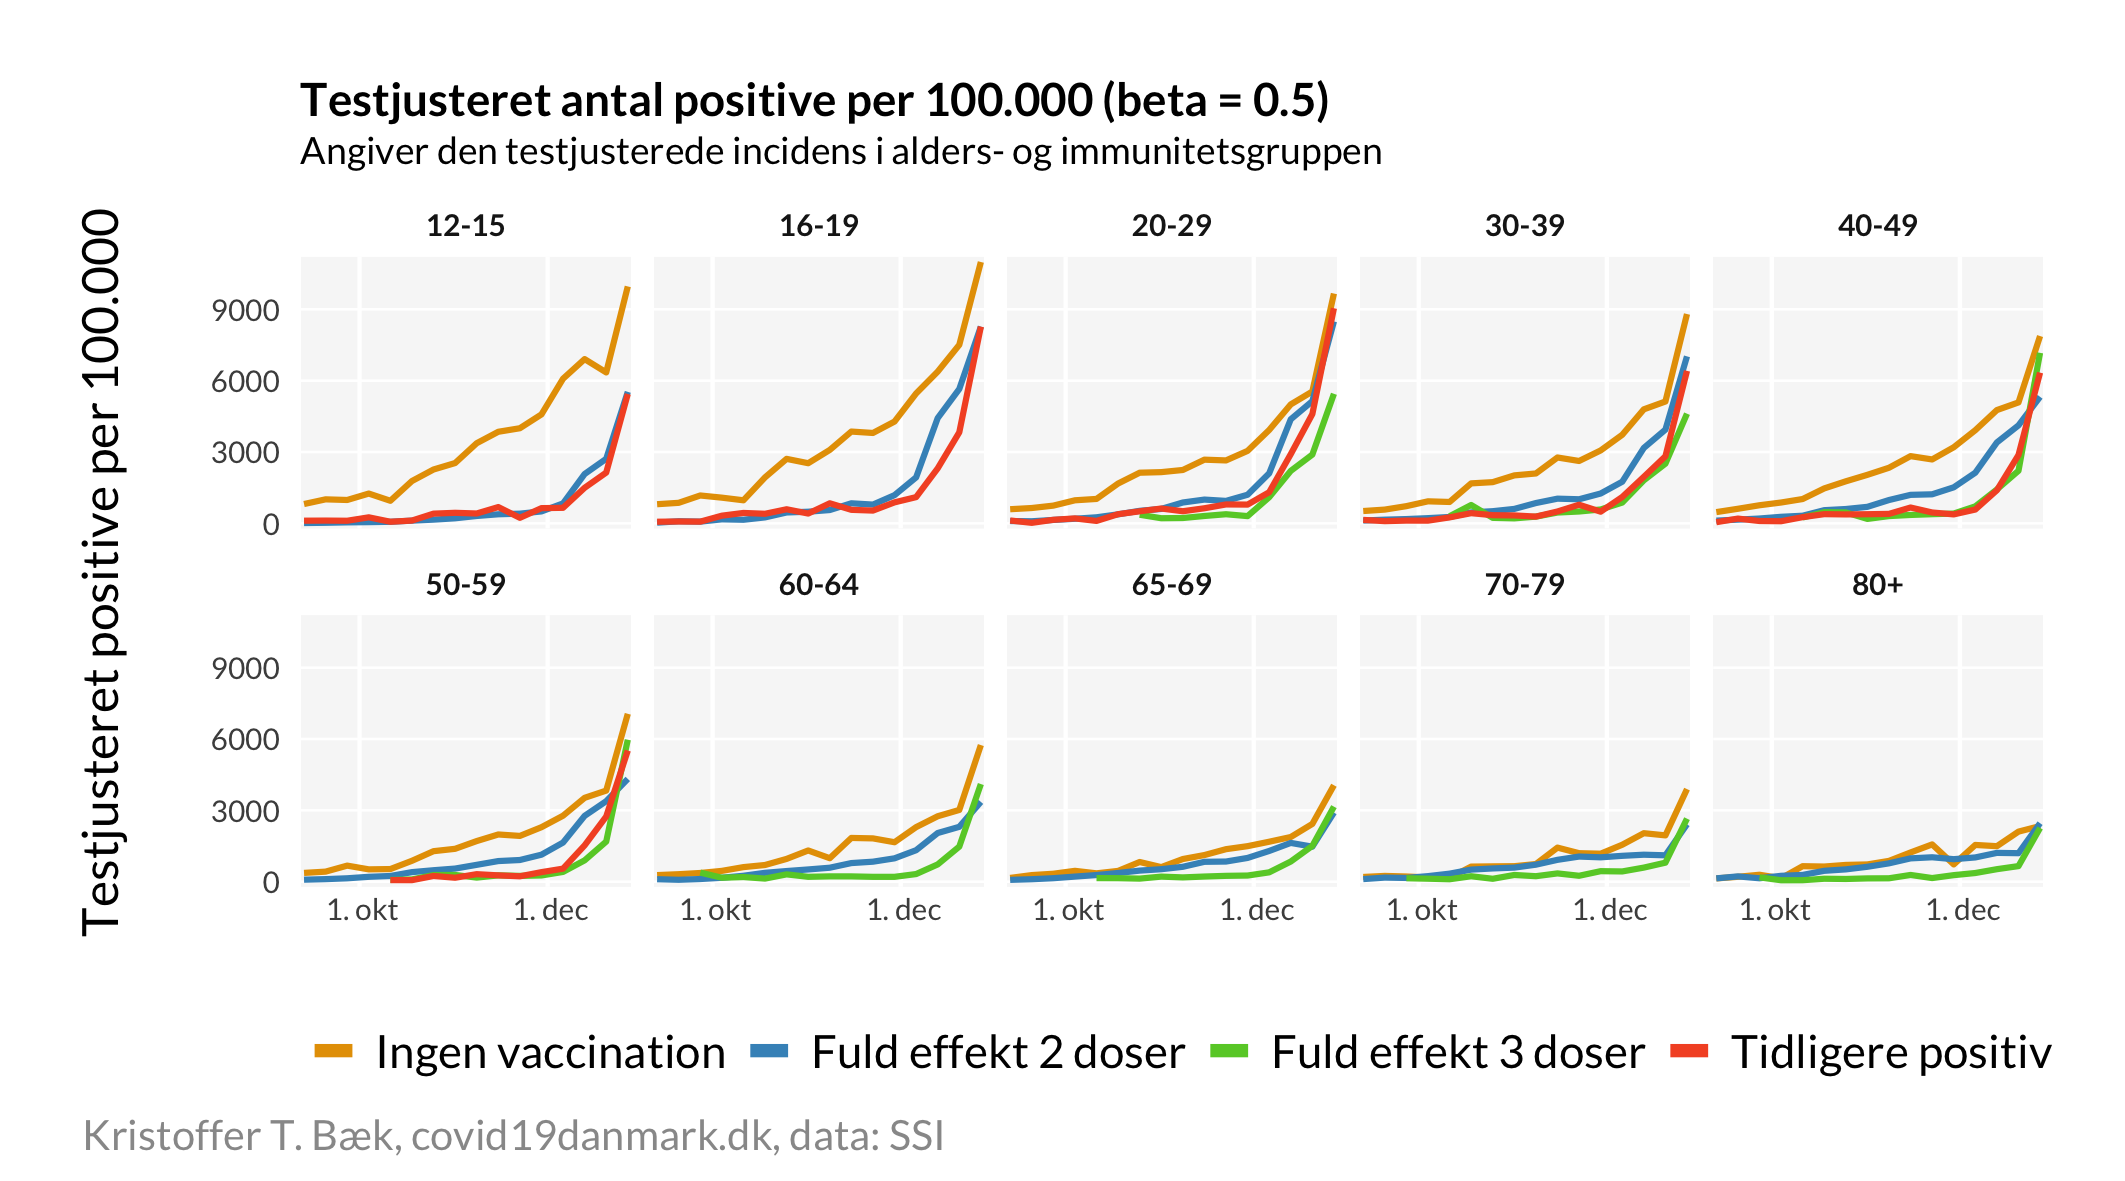 Testjusteret antal positive per 100.000 (beta = 0.5)
Angiver den testjusterede incidens i alders- og immunitetsgruppen
Testjusteret positive per 100.000
12-15 16-19 20-29 30-39 40-49
9000
6000
3000
0
50-59 60-64 65-69 70-79 80+
9000
6000
3000
0
1. okt 1. dec 1. okt 1. dec 1. okt 1. dec 1. okt 1. dec 1. okt 1. dec
Ingen vaccination Fuld effekt 2 doser Fuld effekt 3 doser Tidligere positiv
Kristoffer T. Bæk, covid19danmark.dk, data: SSI